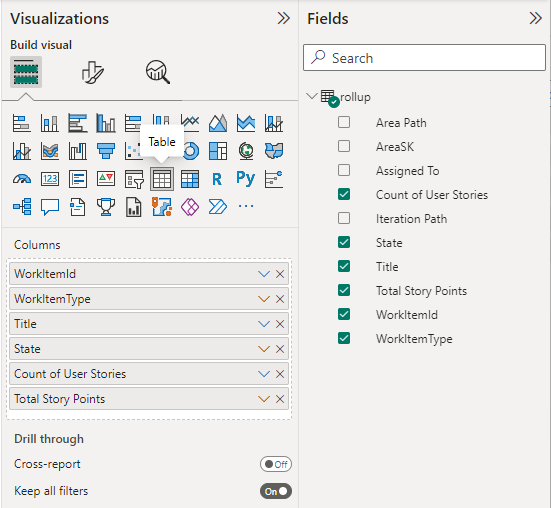 Visualizations
Build visual
Table
123
R
Py
Columns
WorkItemId
WorkItemType
Title
State
Count of User Stories
Total Story Points
Drill through
Cross-report
Off
Keep all filters
On
Fields
Search
rollup
Area Path
AreaSK
Assigned To
Count of User Stories
Iteration Path
State
Title
Total Story Points
WorkItemId
WorkItemType